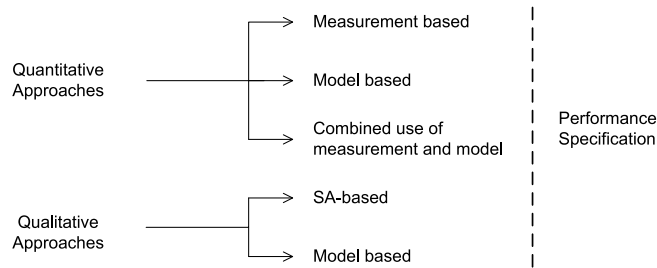 Quantitative
Approaches
Measurement based
Model based
Combined use of
measurement and model
Qualitative
Approaches
SA-based
Model based
Performance
Specification